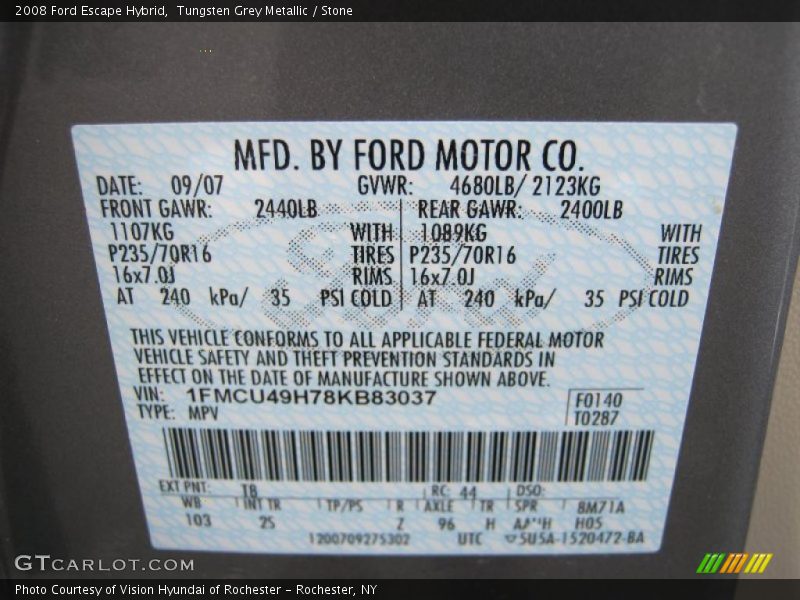 2008 Ford Escape Hybrid,  Tungsten Grey Metallic / Stone
MFD. BY FORD MOTOR CO.
DATE: 09/07 GVWR: 4680LB/ 2123KG
FRONT GAWR: 2440LB REAR GAWR: 2400LB
1107KG WITH 1089KG WITH
P235/70R16 TIRES P235/70R16 TIRES
16x7.0J RIMS 16x7.0J RIMS
AT 240 kPa/ 35 PSI COLD AT 240 kPa/ 35 PSI COLD
THIS VEHICLE CONFORMS TO ALL APPLICABLE FEDERAL MOTOR
VEHICLE SAFETY AND THEFT PREVENTION STANDARDS IN
EFFECT ON THE DATE OF MANUFACTURE SHOWN ABOVE.
VIN: 1FMCU49H78KB83037 F0140
TYPE: MPV T0287
EXT PNT: T8 RC: 44 DSO:
WB INT TR TP/PS R AXLE TR SPR 8M71A
103 2S Z 96 H H05
1200709275302 UTC 5U5A-1520472-BA
GTCARLOT.COM
Photo Courtesy of Vision Hyundai of Rochester – Rochester, NY